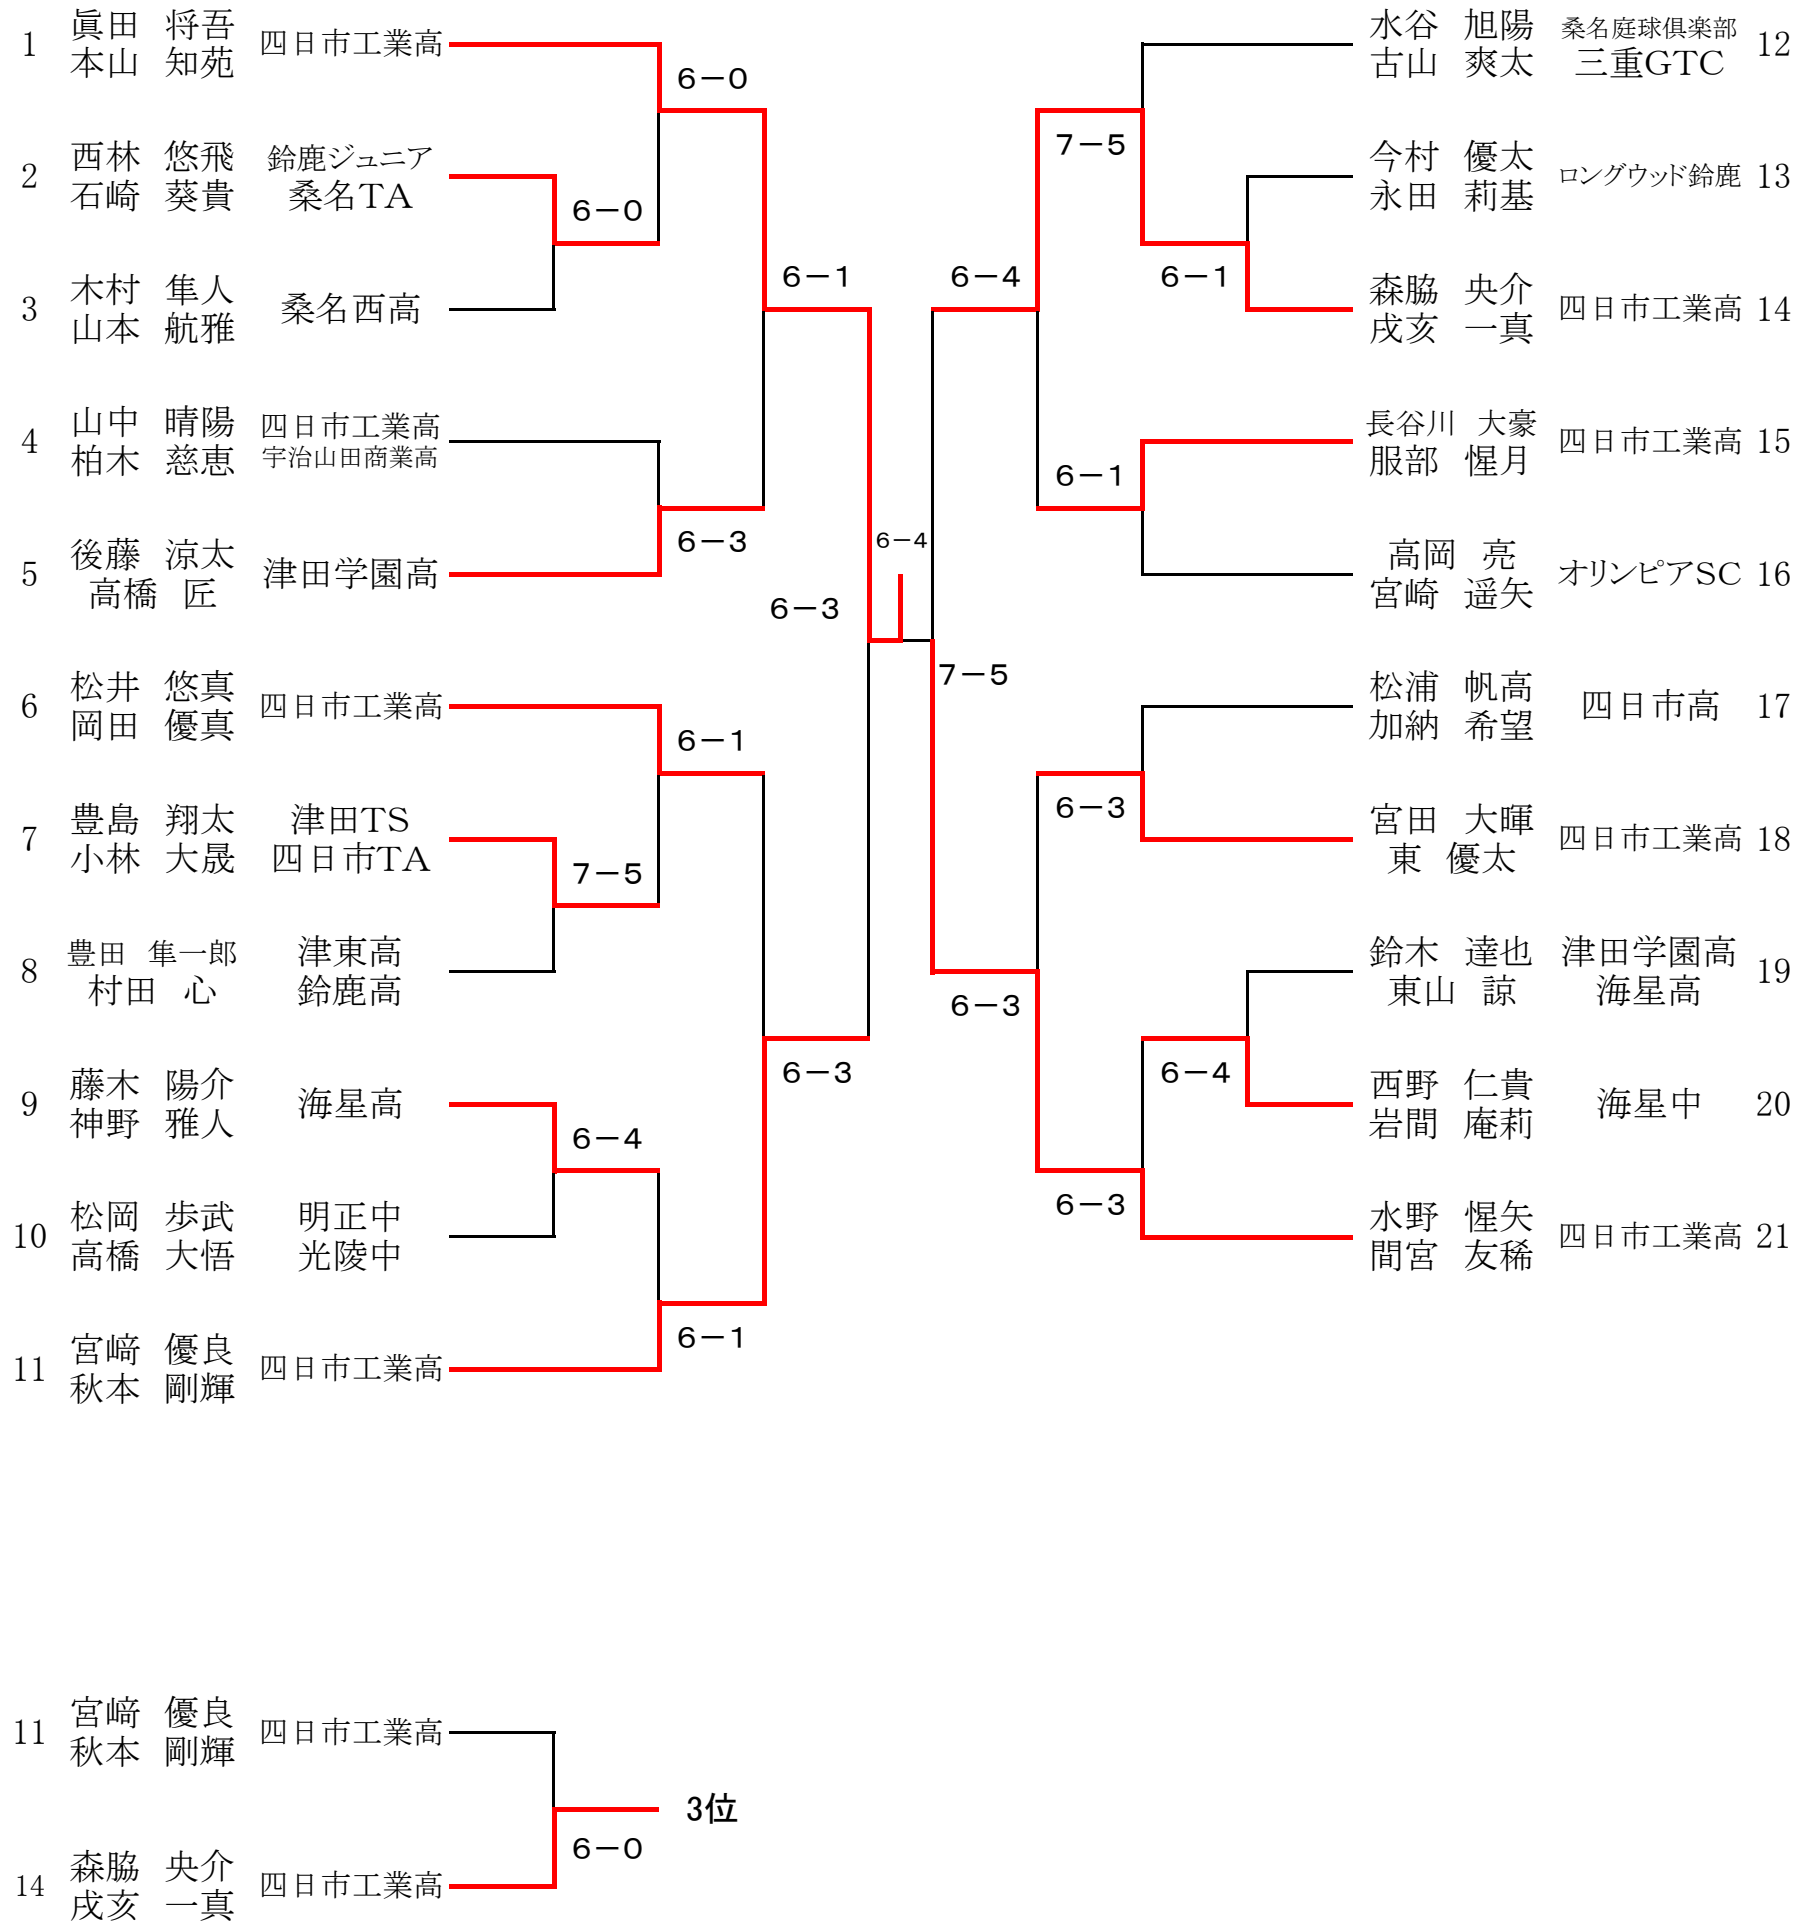 1 眞田 将吾 四日市工業高
本山 知苑
2 西林 悠飛 鈴鹿ジュニア
石崎 葵貴 桑名TA
3 木村 隼人 桑名西高
山本 航雅
4 山中 晴陽 四日市工業高
柏木 慈恵 宇治山田商業高
5 後藤 涼太 津田学園高
高橋 匠
6 松井 悠真 四日市工業高
岡田 優真
7 豊島 翔太 津田TS
小林 大晟 四日市TA
8 豊田 隼一郎 津東高
村田 心 鈴鹿高
9 藤木 陽介 海星高
神野 雅人
10 松岡 歩武 明正中
高橋 大悟 光陵中
11 宮﨑 優良 四日市工業高
秋本 剛輝
6-0
6-0
6-1
6-3
6-3
6-1
7-5
6-3
6-4
6-1
6-4
7-5
6-4
7-5
6-1
6-1
6-3
6-3
6-4
6-3
水谷 旭陽 桑名庭球倶楽部 12
古山 爽太 三重GTC
今村 優太 ロングウッド鈴鹿 13
永田 莉基
森脇 央介 四日市工業高 14
戌亥 一真
長谷川 大豪 四日市工業高 15
服部 惺月
高岡 亮 オリンピアSC 16
宮崎 遥矢
松浦 帆高 四日市高 17
加納 希望
宮田 大暉 四日市工業高 18
東 優太
鈴木 達也 津田学園高 19
東山 諒 海星高
西野 仁貴 海星中 20
岩間 庵莉
水野 惺矢 四日市工業高 21
間宮 友稀
11 宮﨑 優良 四日市工業高
秋本 剛輝
3位
6-0
14 森脇 央介 四日市工業高
戌亥 一真